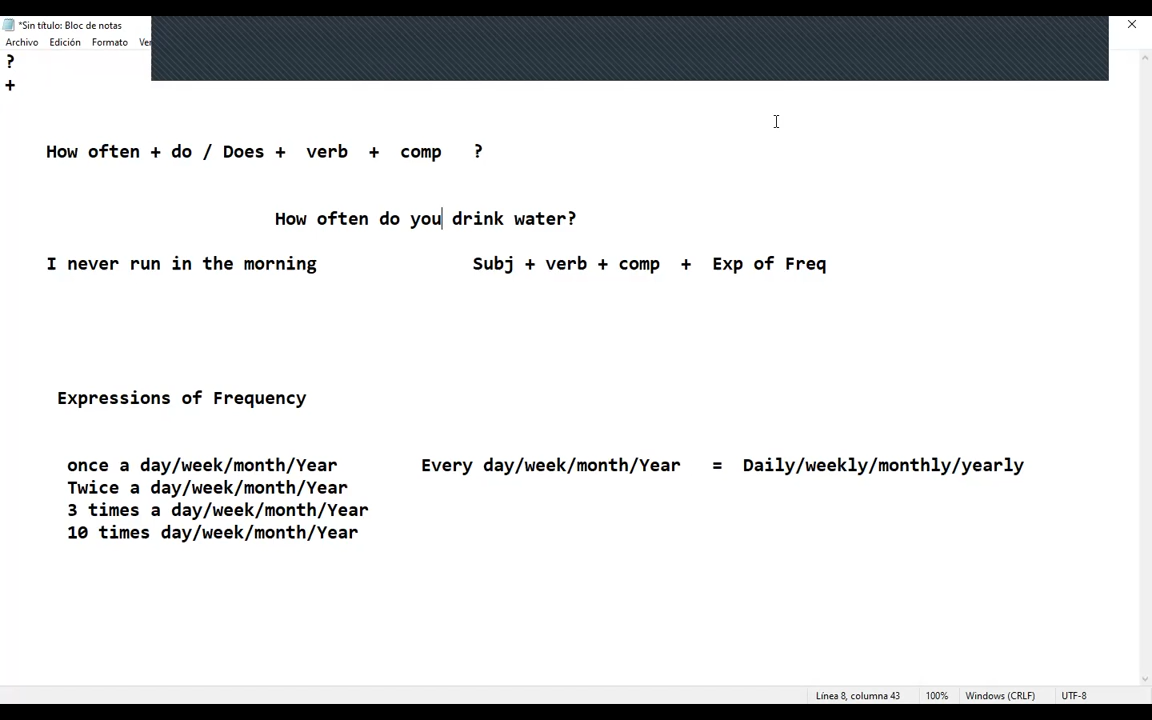 *Sin título: Bloc de notas
Archivo Edición Formato Ver
?
+
How often + do / Does + verb + comp ?
How often do you drink water?
I never run in the morning Subj + verb + comp + Exp of Freq
Expressions of Frequency
once a day/week/month/Year Every day/week/month/Year = Daily/weekly/monthly/yearly
Twice a day/week/month/Year
3 times a day/week/month/Year
10 times day/week/month/Year
Línea 8, columna 43 100% Windows (CRLF) UTF-8